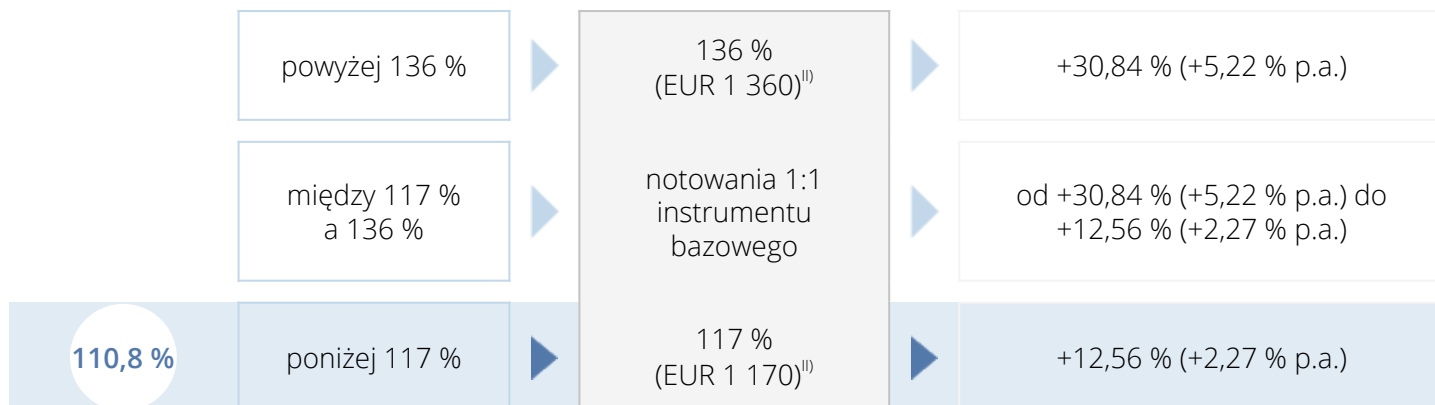 powyżej 136 %
136 %
(EUR 1 360)II)
+30,84 % (+5,22 % p.a.)
między 117 %
a 136 %
notowania 1:1
instrumentu
bazowego
od +30,84 % (+5,22 % p.a.) do
+12,56 % (+2,27 % p.a.)
110,8 %
poniżej 117 %
117 %
(EUR 1 170)II)
+12,56 % (+2,27 % p.a.)